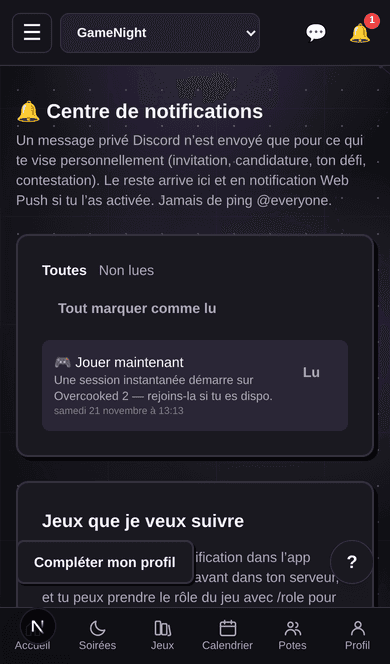 GameNight
1
🔔 Centre de notifications
Un message privé Discord n'est envoyé que pour ce qui
te vise personnellement (invitation, candidature, ton défi,
contestation). Le reste arrive ici et en notification Web
Push si tu l'as activée. Jamais de ping @everyone.
Toutes Non lues
Tout marquer comme lu
🎮 Jouer maintenant
Lu
Une session instantanée démarre sur
Overcooked 2 — rejoins-la si tu es dispo.
samedi 21 novembre à 13:13
Jeux que je veux suivre
Compléter mon profil
ification dans l'app
?
avant dans ton serveur,
et tu peux prendre le rôle du jeu avec /role pour
N
Accueil Soirées Jeux Calendrier Potes Profil